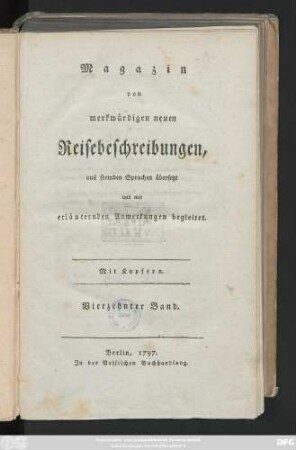 Magazin
von
merkwürdigen neuen
Reisebeschreibungen,
aus fremden Sprachen übersetzt
und mit
erläuternden Anmerkungen begleitet.
Mit Kupfern.
Vierzehnter Band.
Berlin, 1797.
In der Vossischen Buchhandlung.
DFG